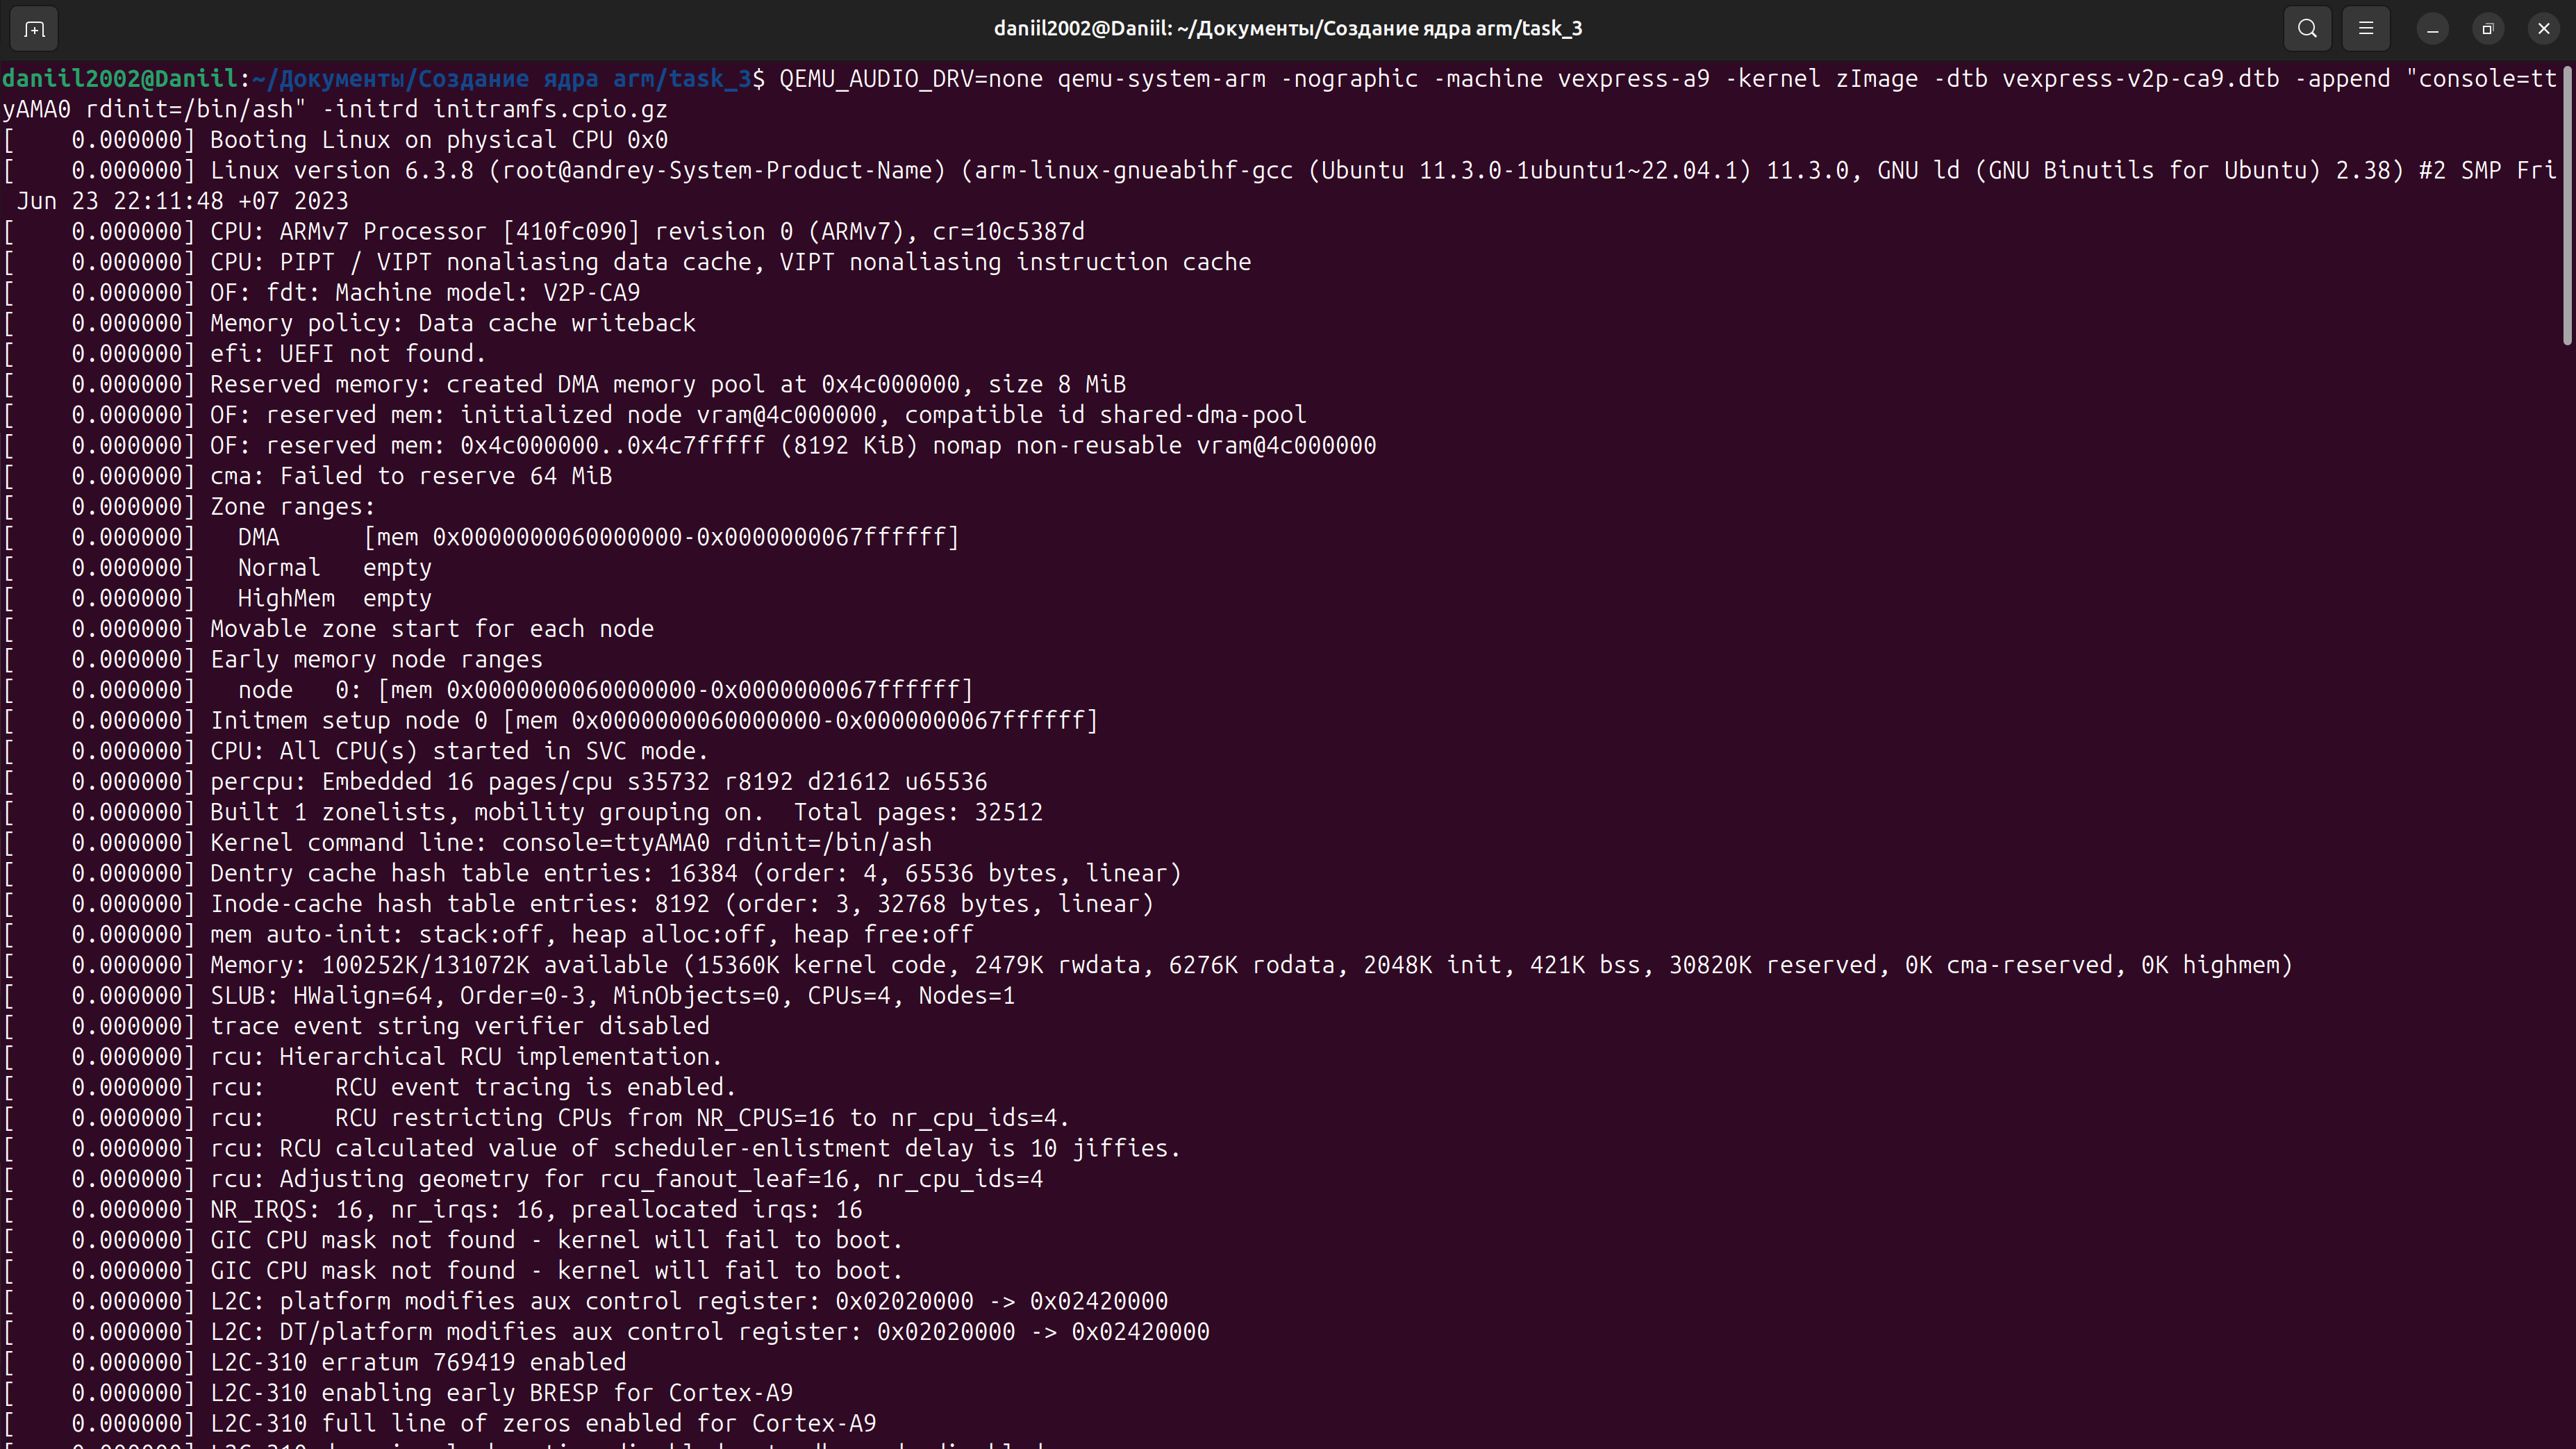 daniil2002@Daniil: ~/Документы/Создание ядра arm/task_3
daniil2002@Daniil:~/Документы/Создание ядра arm/task_3$ QEMU_AUDIO_DRV=none qemu-system-arm -nographic -machine vexpress-a9 -kernel zImage -dtb vexpress-v2p-ca9.dtb -append "console=tt
yAMA0 rdinit=/bin/ash" -initrd initramfs.cpio.gz
[    0.000000] Booting Linux on physical CPU 0x0
[    0.000000] Linux version 6.3.8 (root@andrey-System-Product-Name) (arm-linux-gnueabihf-gcc (Ubuntu 11.3.0-1ubuntu1~22.04.1) 11.3.0, GNU ld (GNU Binutils for Ubuntu) 2.38) #2 SMP Fri
 Jun 23 22:11:48 +07 2023
[    0.000000] CPU: ARMv7 Processor [410fc090] revision 0 (ARMv7), cr=10c5387d
[    0.000000] CPU: PIPT / VIPT nonaliasing data cache, VIPT nonaliasing instruction cache
[    0.000000] OF: fdt: Machine model: V2P-CA9
[    0.000000] Memory policy: Data cache writeback
[    0.000000] efi: UEFI not found.
[    0.000000] Reserved memory: created DMA memory pool at 0x4c000000, size 8 MiB
[    0.000000] OF: reserved mem: initialized node vram@4c000000, compatible id shared-dma-pool
[    0.000000] OF: reserved mem: 0x4c000000..0x4c7fffff (8192 KiB) nomap non-reusable vram@4c000000
[    0.000000] cma: Failed to reserve 64 MiB
[    0.000000] Zone ranges:
[    0.000000]   DMA      [mem 0x0000000060000000-0x0000000067ffffff]
[    0.000000]   Normal   empty
[    0.000000]   HighMem  empty
[    0.000000] Movable zone start for each node
[    0.000000] Early memory node ranges
[    0.000000]   node   0: [mem 0x0000000060000000-0x0000000067ffffff]
[    0.000000] Initmem setup node 0 [mem 0x0000000060000000-0x0000000067ffffff]
[    0.000000] CPU: All CPU(s) started in SVC mode.
[    0.000000] percpu: Embedded 16 pages/cpu s35732 r8192 d21612 u65536
[    0.000000] Built 1 zonelists, mobility grouping on.  Total pages: 32512
[    0.000000] Kernel command line: console=ttyAMA0 rdinit=/bin/ash
[    0.000000] Dentry cache hash table entries: 16384 (order: 4, 65536 bytes, linear)
[    0.000000] Inode-cache hash table entries: 8192 (order: 3, 32768 bytes, linear)
[    0.000000] mem auto-init: stack:off, heap alloc:off, heap free:off
[    0.000000] Memory: 100252K/131072K available (15360K kernel code, 2479K rwdata, 6276K rodata, 2048K init, 421K bss, 30820K reserved, 0K cma-reserved, 0K highmem)
[    0.000000] SLUB: HWalign=64, Order=0-3, MinObjects=0, CPUs=4, Nodes=1
[    0.000000] trace event string verifier disabled
[    0.000000] rcu: Hierarchical RCU implementation.
[    0.000000] rcu:     RCU event tracing is enabled.
[    0.000000] rcu:     RCU restricting CPUs from NR_CPUS=16 to nr_cpu_ids=4.
[    0.000000] rcu: RCU calculated value of scheduler-enlistment delay is 10 jiffies.
[    0.000000] rcu: Adjusting geometry for rcu_fanout_leaf=16, nr_cpu_ids=4
[    0.000000] NR_IRQS: 16, nr_irqs: 16, preallocated irqs: 16
[    0.000000] GIC CPU mask not found - kernel will fail to boot.
[    0.000000] GIC CPU mask not found - kernel will fail to boot.
[    0.000000] L2C: platform modifies aux control register: 0x02020000 -> 0x02420000
[    0.000000] L2C: DT/platform modifies aux control register: 0x02020000 -> 0x02420000
[    0.000000] L2C-310 erratum 769419 enabled
[    0.000000] L2C-310 enabling early BRESP for Cortex-A9
[    0.000000] L2C-310 full line of zeros enabled for Cortex-A9